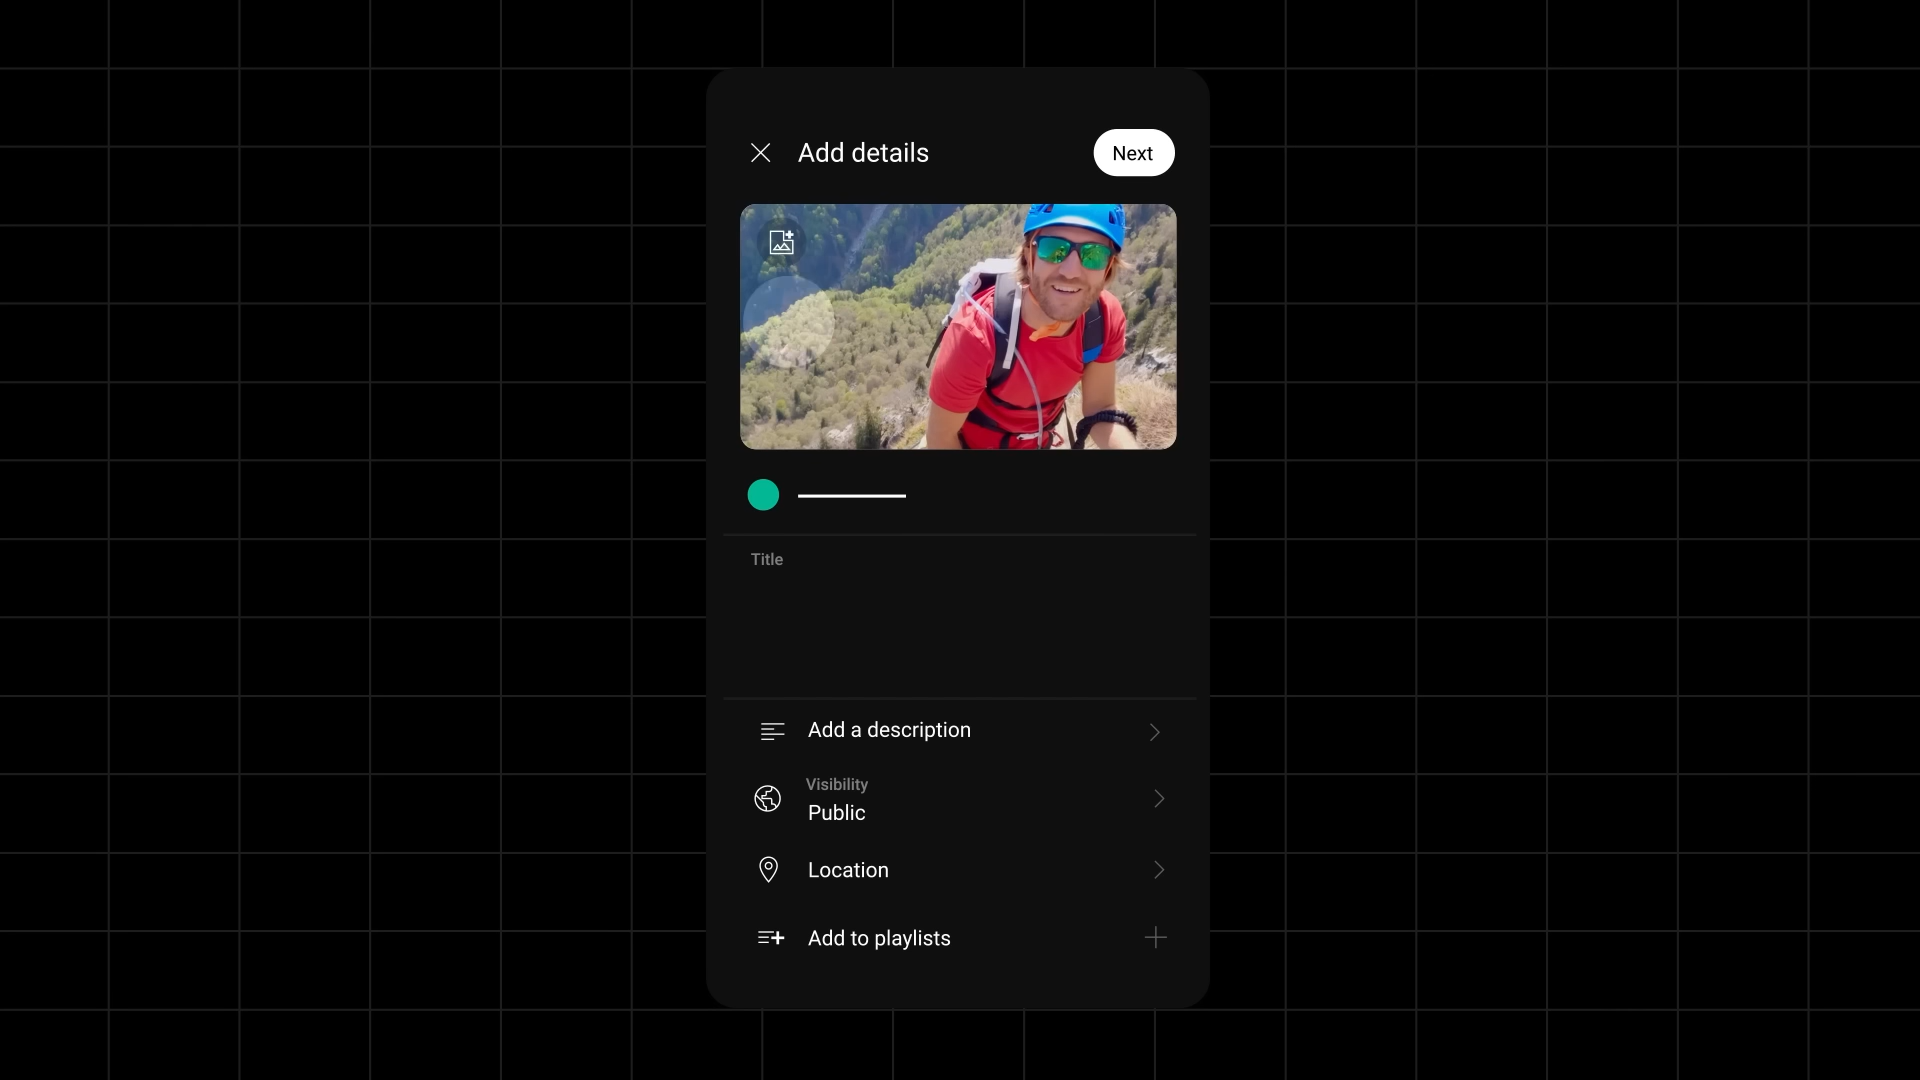 Add details
Next
Title
Add a description
Visibility
Public
Location
Add to playlists